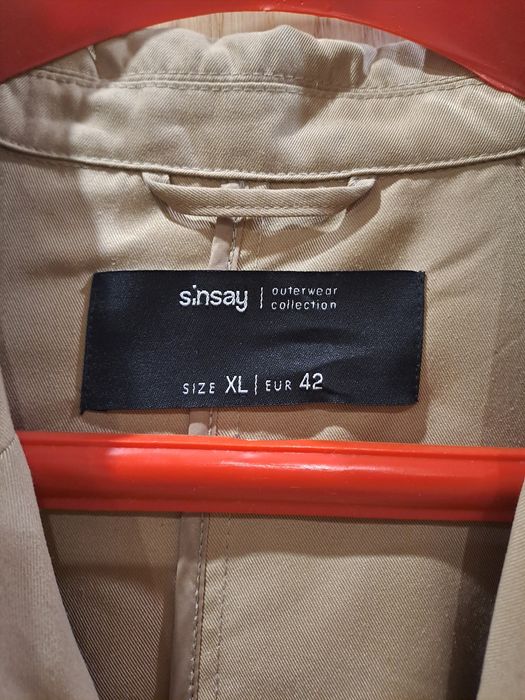 sinsay | outerwear
collection
SIZE XL | EUR 42